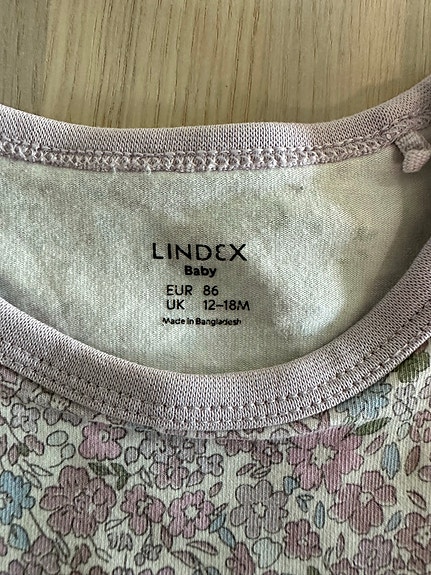 LINDEX
Baby
EUR 86
UK 12-18M
Made in Bangladesh